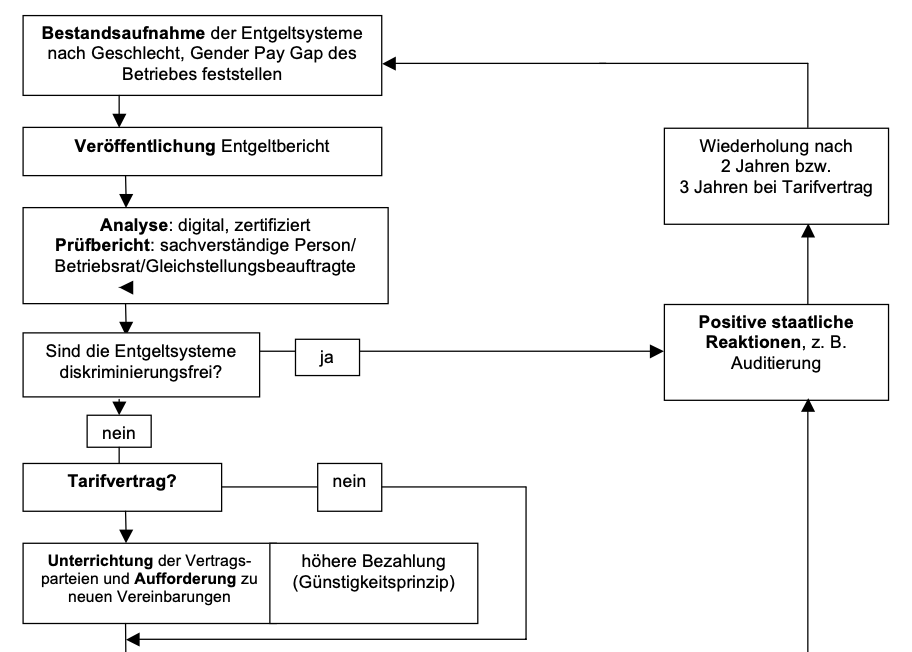 Bestandsaufnahme der Entgeltsysteme
nach Geschlecht, Gender Pay Gap des
Betriebes feststellen
Veröffentlichung Entgeltbericht
Wiederholung nach
2 Jahren bzw.
3 Jahren bei Tarifvertrag
Analyse: digital, zertifiziert
Prüfbericht: sachverständige Person/
Betriebsrat/Gleichstellungsbeauftragte
Positive staatliche
Reaktionen, z. B.
Auditierung
Sind die Entgeltsysteme
diskriminierungsfrei?
ja
nein
Tarifvertrag?
nein
Unterrichtung der Vertrags-
parteien und Aufforderung zu
neuen Vereinbarungen
höhere Bezahlung
(Günstigkeitsprinzip)